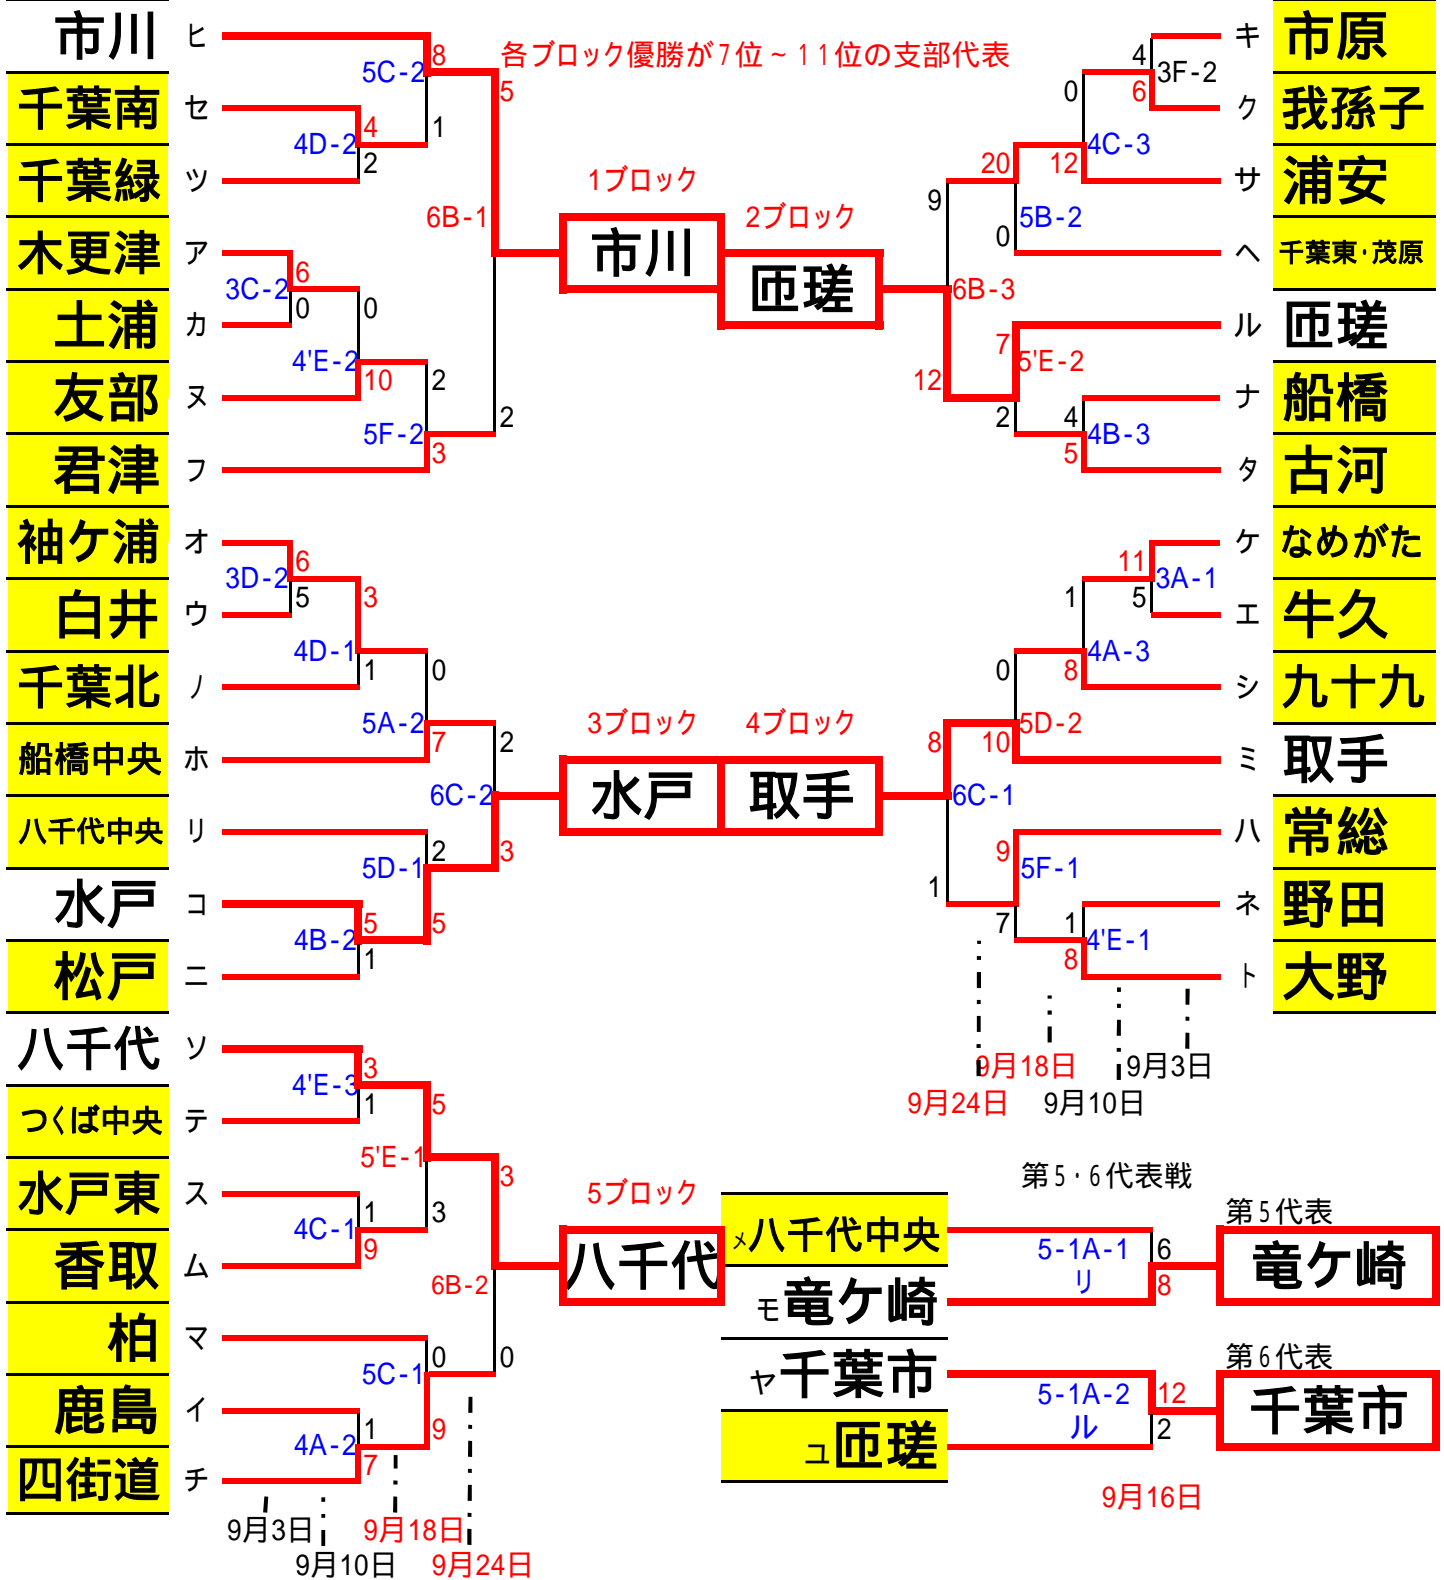 各ブロック優勝が7位～11位の支部代表
市川 ヒ
千葉南 セ
千葉緑 ツ
木更津 ア
土浦 カ
友部 ヌ
君津 フ
5C-2
8
1
4D-2
4
2
3C-2
6
0
4'E-2
0
10
5F-2
2
3
6B-1
5
2
1ブロック
市川
2ブロック
匝瑳
キ 市原
ク 我孫子
サ 浦安
ヘ 千葉東･茂原
ル 匝瑳
ナ 船橋
タ 古河
4
3F-2
6
0
4C-3
12
20
5B-2
0
9
6B-3
12
7
5'E-2
2
4
4B-3
5
袖ケ浦 オ
白井 ウ
千葉北 ノ
船橋中央 ホ
八千代中央 リ
水戸 コ
松戸 ニ
3D-2
6
5
4D-1
3
1
5A-2
0
7
6C-2
2
3
5D-1
2
5
4B-2
5
1
3ブロック
水戸
4ブロック
取手
ケ なめがた
エ 牛久
シ 九十九
ミ 取手
ハ 常総
ネ 野田
ト 大野
11
3A-1
5
1
4A-3
8
0
5D-2
10
8
6C-1
1
9
5F-1
7
1
4'E-1
8
9月18日
9月3日
9月24日
9月10日
八千代 ソ
つくば中央 テ
水戸東 ス
香取 ム
柏 マ
鹿島 イ
四街道 チ
4'E-3
3
1
5'E-1
5
3
4C-1
1
9
6B-2
3
0
5C-1
0
9
4A-2
1
7
5ブロック
八千代
9月3日
9月18日
9月10日
9月24日
第5･6代表戦
メ八千代中央
モ竜ケ崎
5-1A-1
リ
6
8
第5代表
竜ケ崎
ヤ千葉市
ユ匝瑳
5-1A-2
ル
12
2
第6代表
千葉市
9月16日